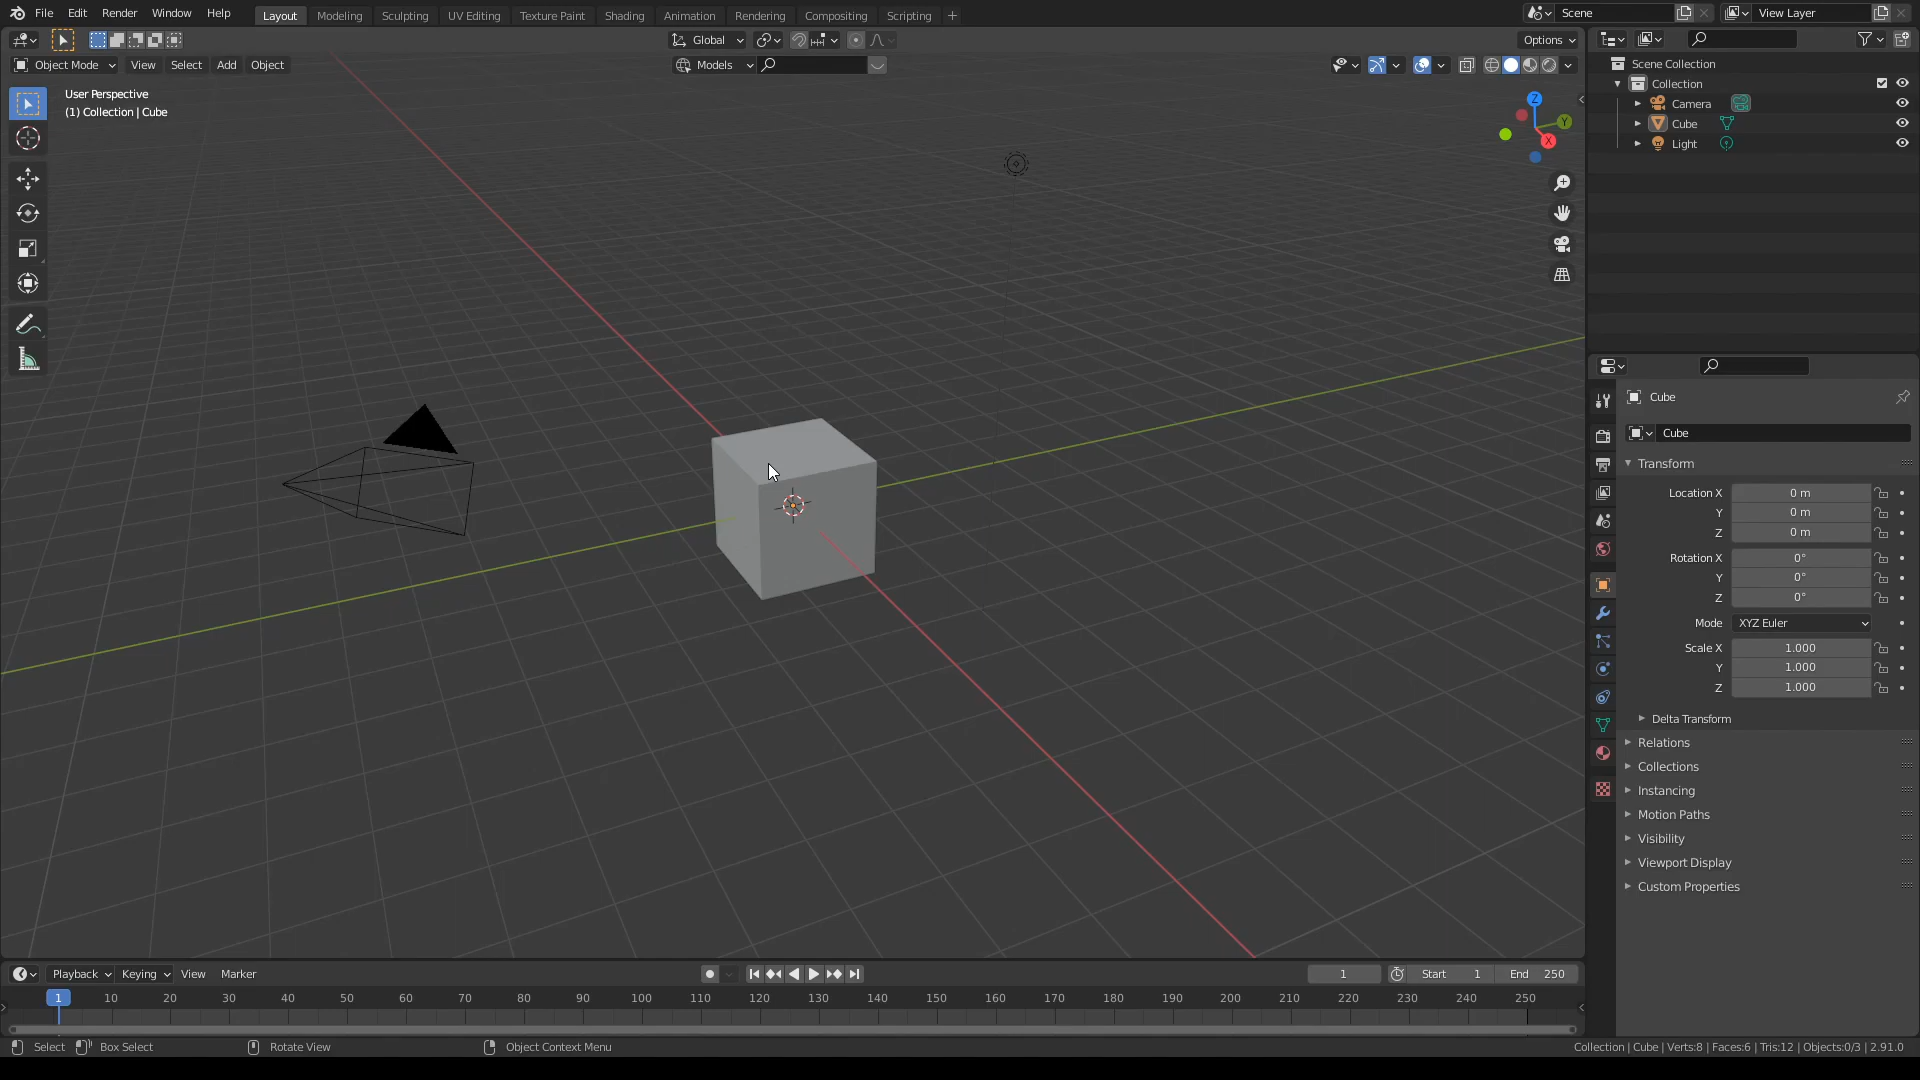 File Edit Render Window Help Layout Modeling Sculpting UV Editing Texture Paint Shading Animation Rendering Compositing Scripting + Scene View Layer
Global Options
Object Mode View Select Add Object Models
User Perspective
(1) Collection | Cube
Z
Y
X
Scene Collection
Collection
Camera
Cube
Light
Cube
Cube
Transform
Location X 0 m
Y 0 m
Z 0 m
Rotation X 0°
Y 0°
Z 0°
Mode XYZ Euler
Scale X 1.000
Y 1.000
Z 1.000
Delta Transform
Relations
Collections
Instancing
Motion Paths
Visibility
Viewport Display
Custom Properties
Playback Keying View Marker 1 Start 1 End 250
1 10 20 30 40 50 60 70 80 90 100 110 120 130 140 150 160 170 180 190 200 210 220 230 240 250
Select Box Select Rotate View Object Context Menu Collection | Cube | Verts:8 | Faces:6 | Tris:12 | Objects:0/3 | 2.91.0